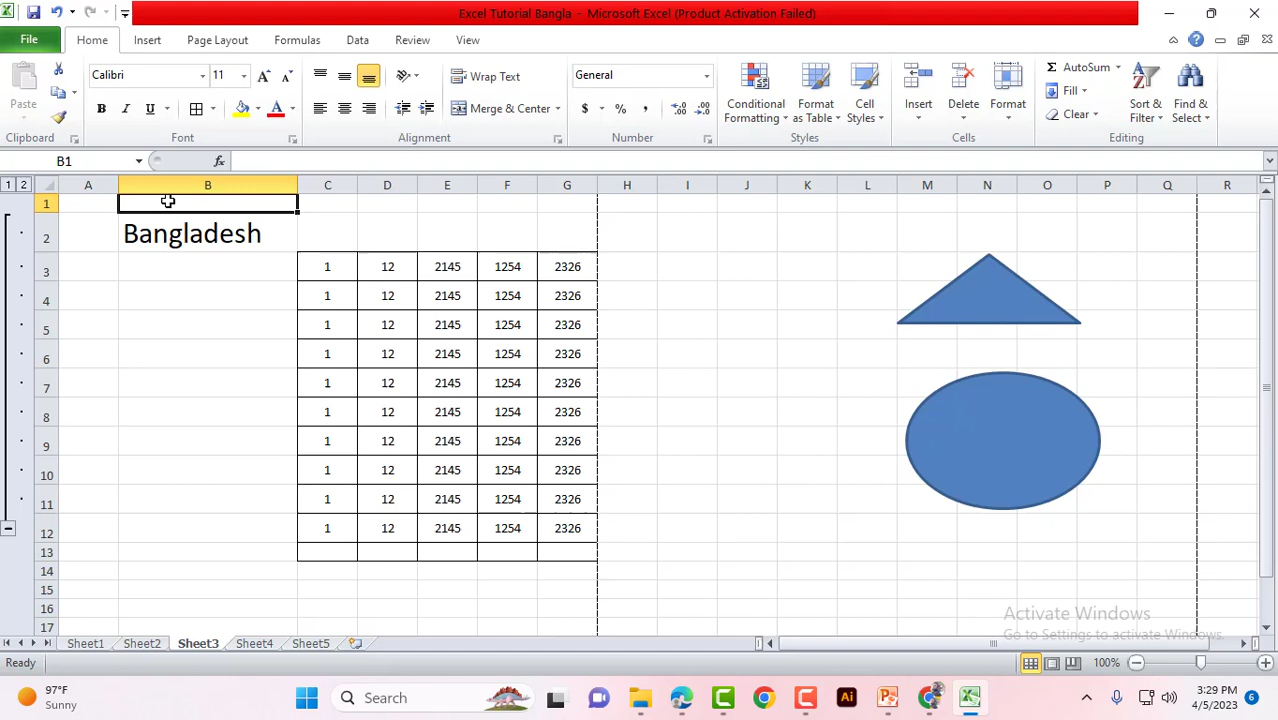 Excel Tutorial Bangla - Microsoft Excel (Product Activation Failed)
File Home Insert Page Layout Formulas Data Review View
Paste Calibri 11 Wrap Text General Conditional Formatting Format as Table Cell Styles Insert Delete Format AutoSum Fill Clear Sort & Filter Find & Select
B I U Merge & Center $ % ,
Clipboard Font Alignment Number Styles Cells Editing
B1 fx
1 2 A B C D E F G H I J K L M N O P Q R
1
2 Bangladesh
3 1 12 2145 1254 2326
4 1 12 2145 1254 2326
5 1 12 2145 1254 2326
6 1 12 2145 1254 2326
7 1 12 2145 1254 2326
8 1 12 2145 1254 2326
9 1 12 2145 1254 2326
10 1 12 2145 1254 2326
11 1 12 2145 1254 2326
12 1 12 2145 1254 2326
13
14
15
16
17
Activate Windows
Go to Settings to activate Windows.
Sheet1 Sheet2 Sheet3 Sheet4 Sheet5
Ready 100%
97°F
Sunny
Search
Ai
3:29 PM
4/5/2023
6